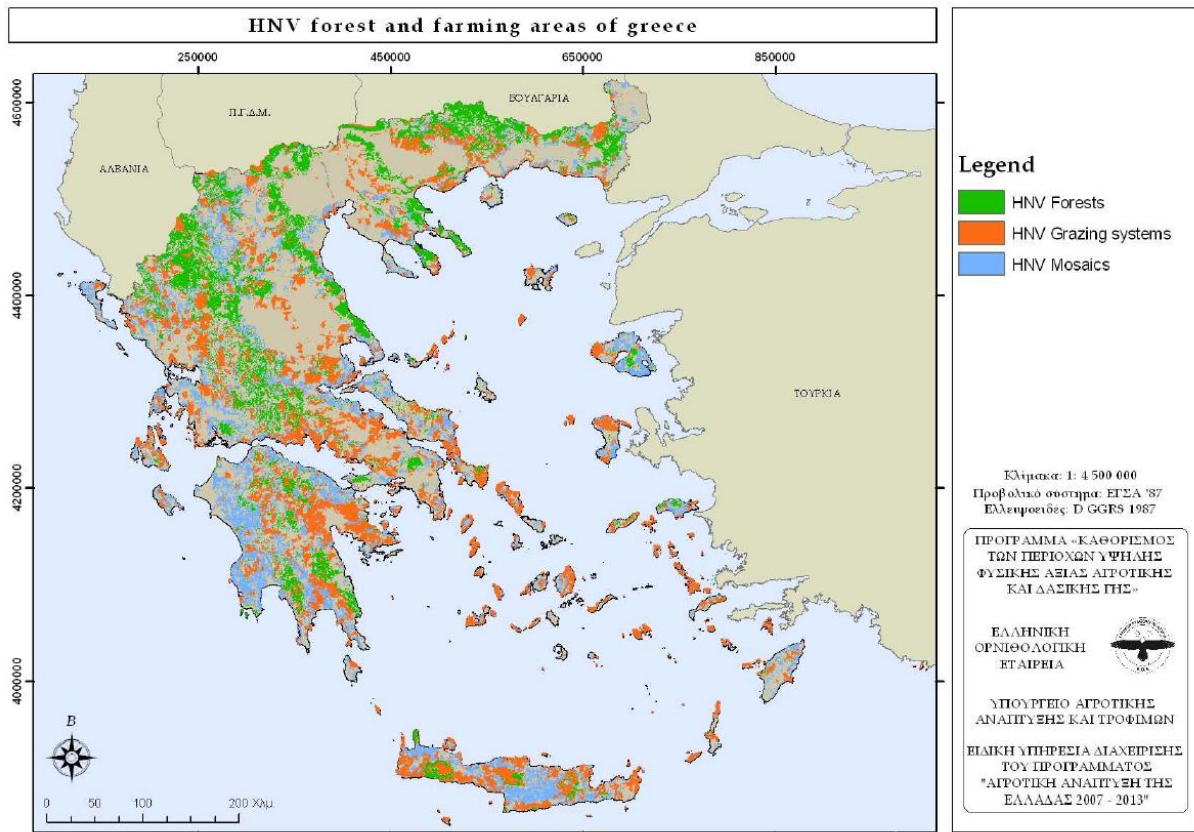 HNV forest and farming areas of greece
250000
450000
650000
850000
4600000
4400000
4200000
4000000
ΒΟΥΛΓΑΡΙΑ
Π.Γ.Δ.Μ.
ΑΛΒΑΝΙΑ
ΤΟΥΡΚΙΑ
Β
0 50 100 200 Χλμ.
Legend
HNV Forests
HNV Grazing systems
HNV Mosaics
Κλίμακα: 1: 4 500 000
Προβολικό σύστημα: ΕΓΣΑ '87
Ελλειψοειδές: D GGRS 1987
ΠΡΟΓΡΑΜΜΑ «ΚΑΘΟΡΙΣΜΟΣ
ΤΩΝ ΠΕΡΙΟΧΩΝ ΥΨΗΛΗΣ
ΦΥΣΙΚΗΣ ΑΞΙΑΣ ΑΓΡΟΤΙΚΗΣ
ΚΑΙ ΔΑΣΙΚΗΣ ΓΗΣ»
ΕΛΛΗΝΙΚΗ
ΟΡΝΙΘΟΛΟΓΙΚΗ
ΕΤΑΙΡΕΙΑ
ΥΠΟΥΡΓΕΙΟ ΑΓΡΟΤΙΚΗΣ
ΑΝΑΠΤΥΞΗΣ ΚΑΙ ΤΡΟΦΙΜΩΝ
ΕΙΔΙΚΗ ΥΠΗΡΕΣΙΑ ΔΙΑΧΕΙΡΙΣΗΣ
ΤΟΥ ΠΡΟΓΡΑΜΜΑΤΟΣ
"ΑΓΡΟΤΙΚΗ ΑΝΑΠΤΥΞΗ ΤΗΣ
ΕΛΛΑΔΑΣ 2007 - 2013"